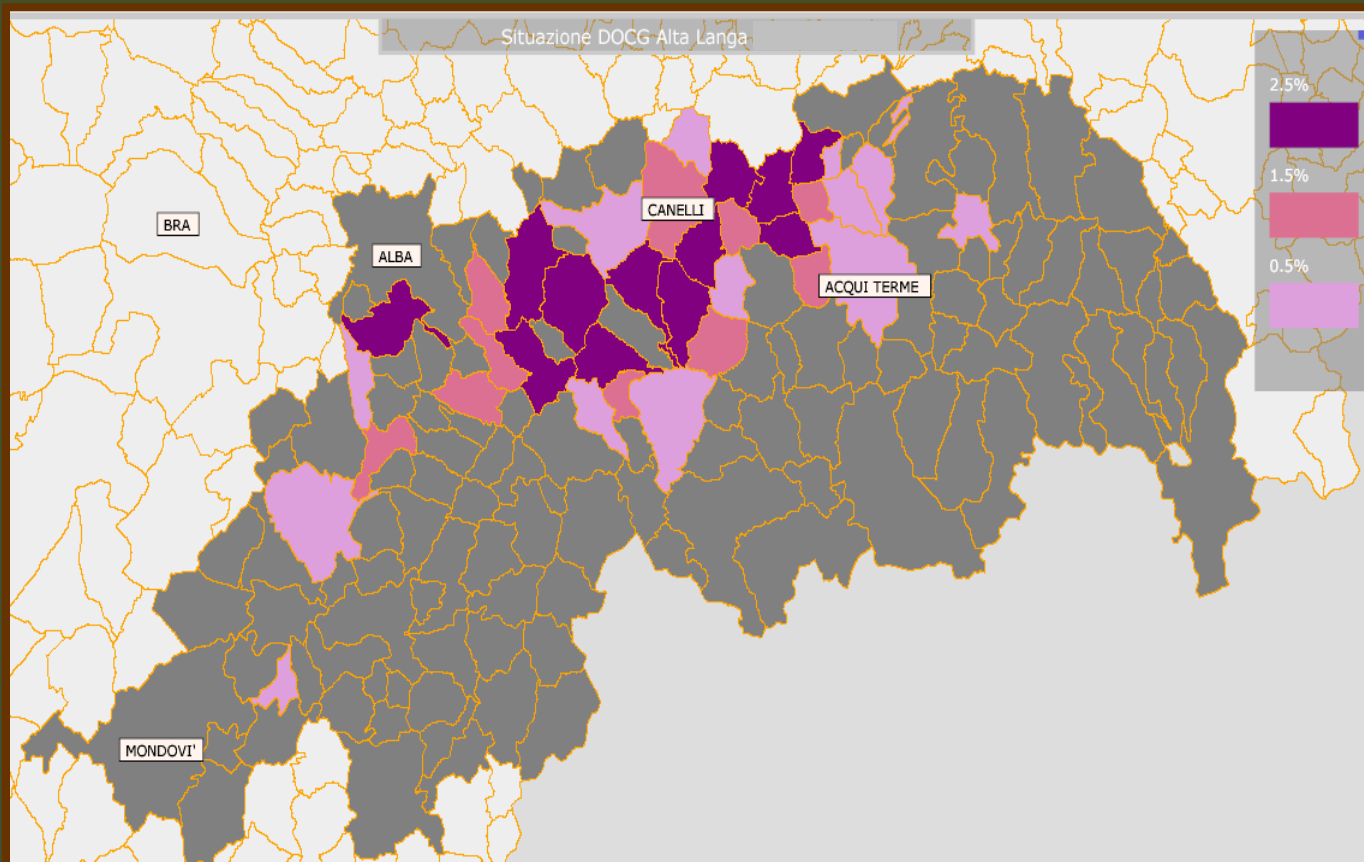 Situazione DOCG Alta Langa
2.5%
1.5%
0.5%
BRA
CANELLI
ALBA
ACQUI TERME
MONDOVI'